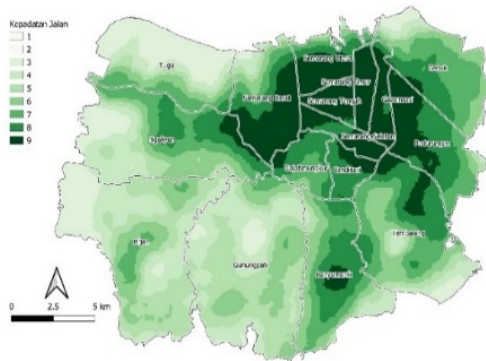 Kepadatan Jalan
1
2
3
4
5
6
7
8
9
Tugu
Semarang Utara
Genuk
Semarang Barat
Semarang Timur
Gayamsari
Semarang Tengah
Ngaliyan
Semarang Selatan
Pedurungan
Gajahmungkur
Candisari
Tembalang
Mijen
Gunungpati
Banyumanik
0 2.5 5 km